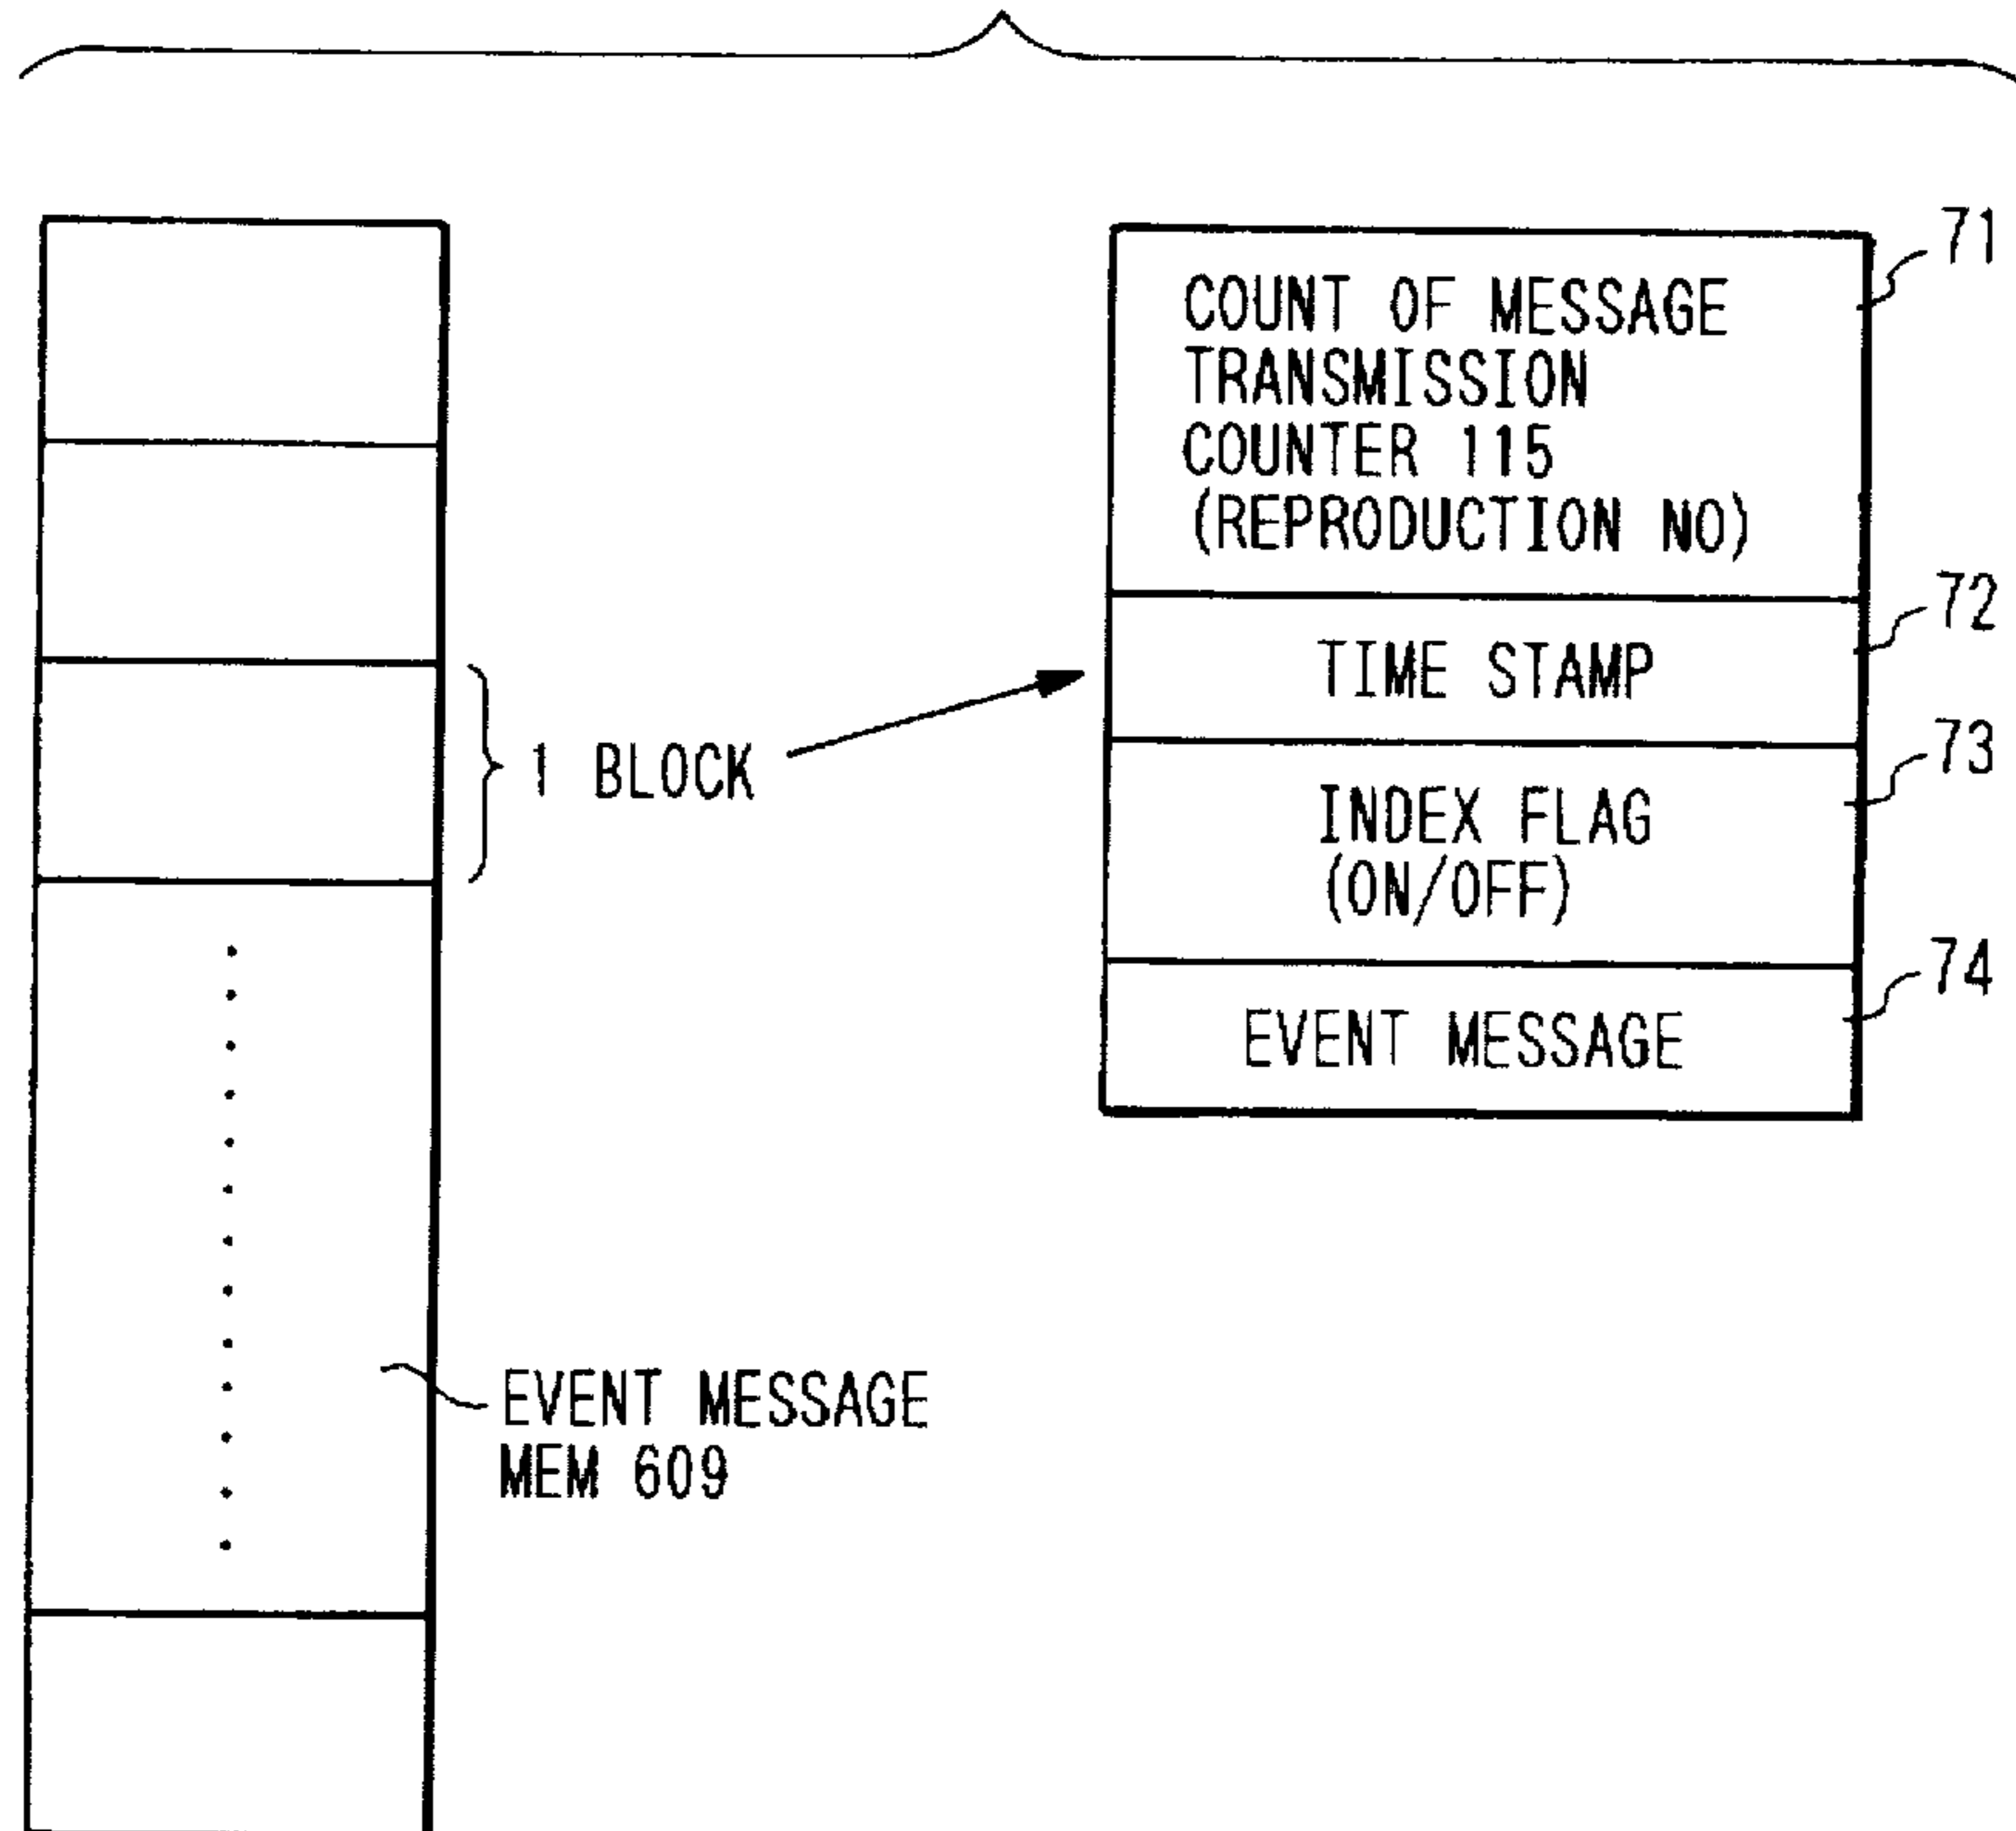 71
COUNT OF MESSAGE
TRANSMISSION
COUNTER 115
(REPRODUCTION NO)
72
TIME STAMP
73
1 BLOCK
INDEX FLAG
(ON/OFF)
74
EVENT MESSAGE
EVENT MESSAGE
MEM 609